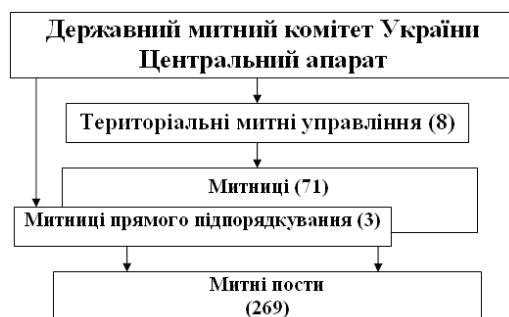 Державний митний комітет України
Центральний апарат
Територіальні митні управління (8)
Митниці (71)
Митниці прямого підпорядкування (3)
Митні пости
(269)